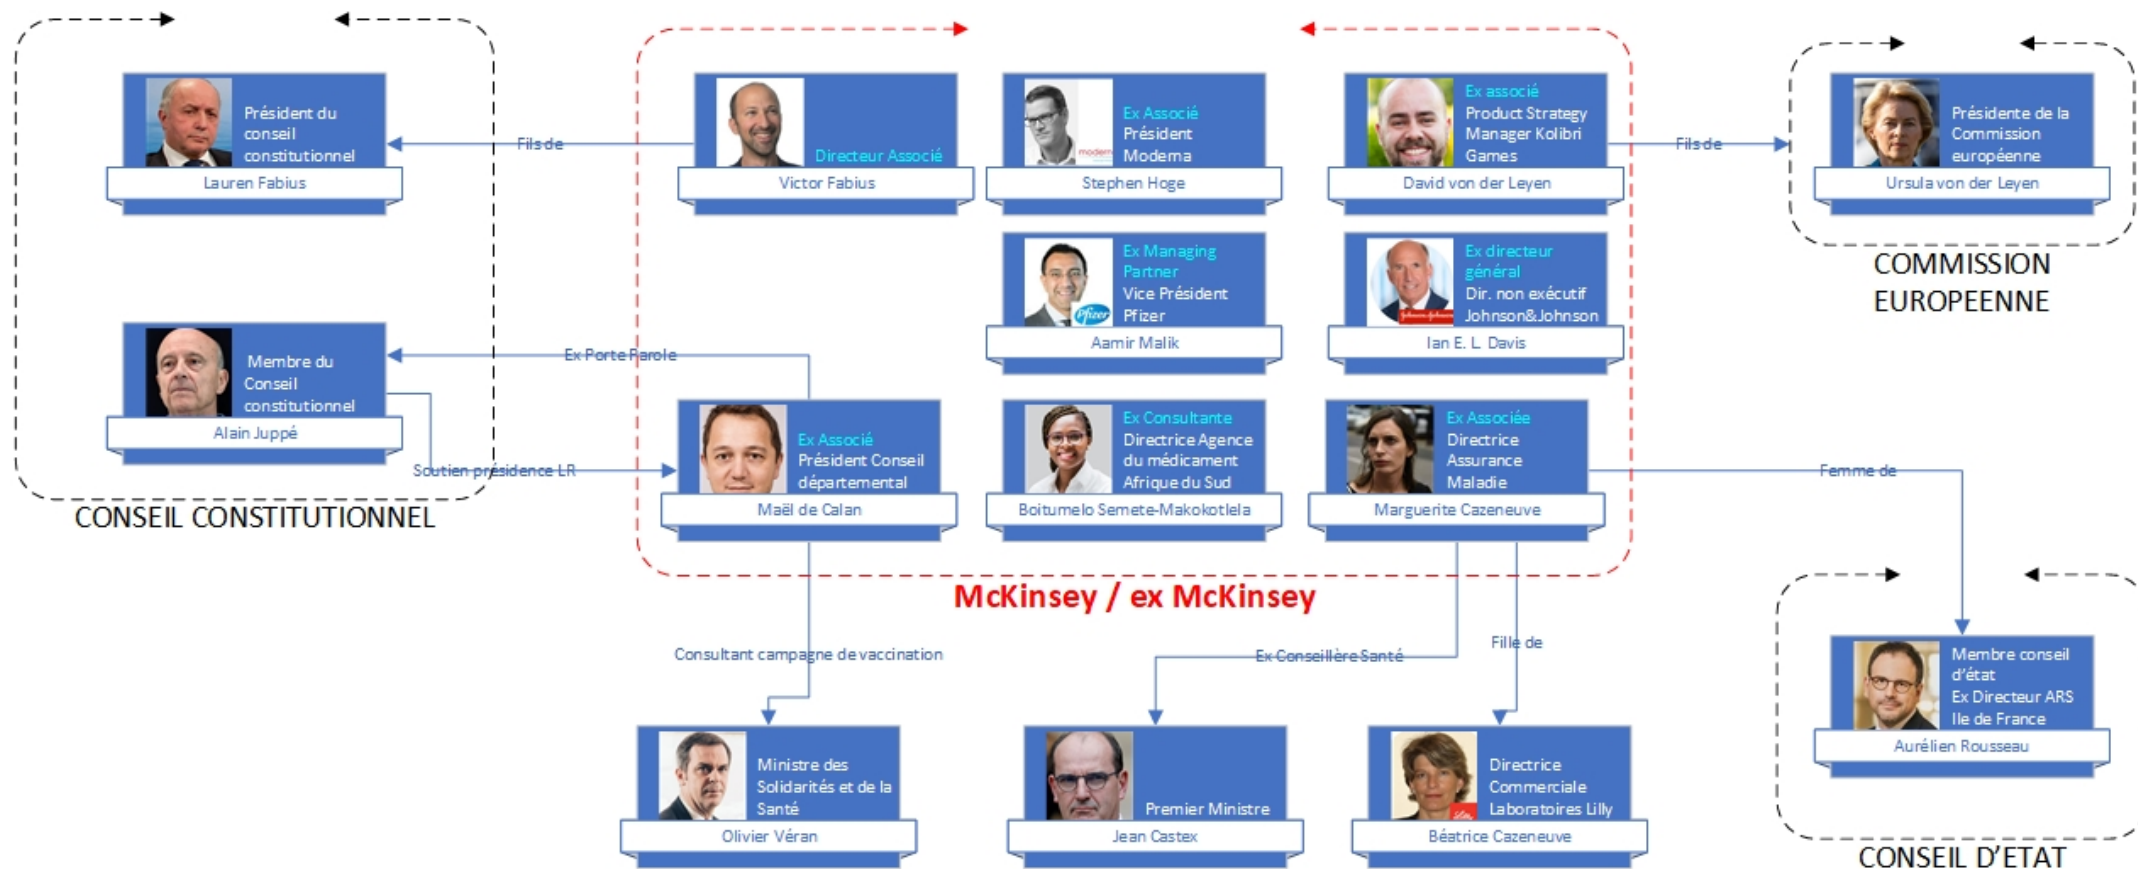 Président du
conseil
constitutionnel
Lauren Fabius
Fils de
Directeur Associé
Victor Fabius
Ex Associé
Président
Moderna
moderna
Stephen Hoge
Ex associé
Product Strategy
Manager Kolibri
Games
David von der Leyen
Fils de
Présidente de la
Commission
européenne
Ursula von der Leyen
COMMISSION
EUROPEENNE
Ex Managing
Partner
Vice Président
Pfizer
Pfizer
Aamir Malik
Ex directeur
général
Dir. non exécutif
Johnson&Johnson
Johnson&Johnson
Ian E. L. Davis
Membre du
Conseil
constitutionnel
Alain Juppé
Ex Porte Parole
Soutien présidence LR
CONSEIL CONSTITUTIONNEL
Ex Associé
Président Conseil
départemental
Maël de Calan
Ex Consultante
Directrice Agence
du médicament
Afrique du Sud
Boitumelo Semete-Makokotlela
Ex Associée
Directrice
Assurance
Maladie
Marguerite Cazeneuve
Femme de
McKinsey / ex McKinsey
Consultant campagne de vaccination
Ex Conseillère Santé
Fille de
Ministre des
Solidarités et de la
Santé
Olivier Véran
Premier Ministre
Jean Castex
Directrice
Commerciale
Laboratoires Lilly
Lilly
Béatrice Cazeneuve
Membre conseil
d'état
Ex Directeur ARS
Ile de France
Aurélien Rousseau
CONSEIL D'ETAT